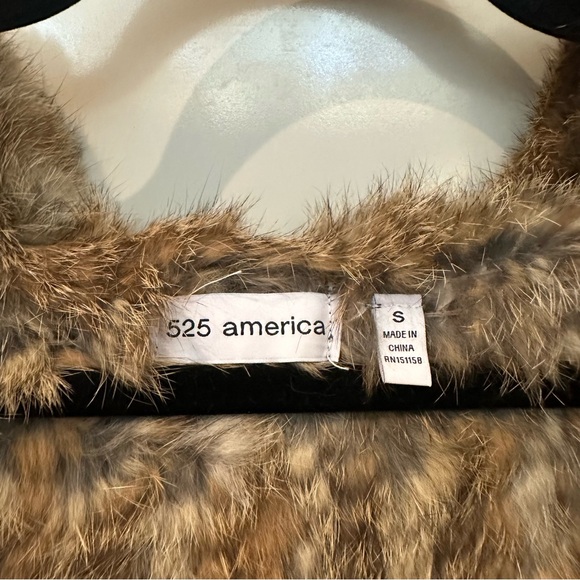 525 america
S
MADE IN
CHINA
RN151158